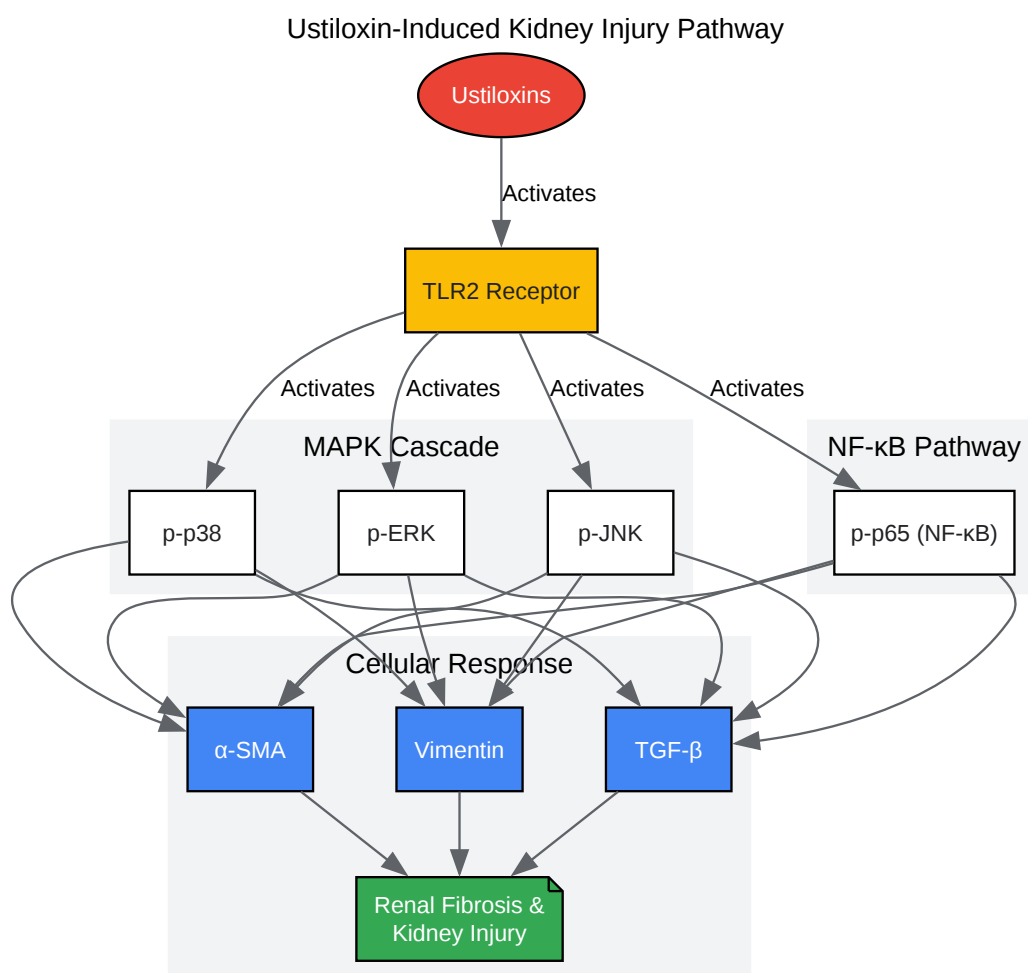 Ustiloxin-Induced Kidney Injury Pathway
Ustiloxins
Activates
TLR2 Receptor
Activates
Activates
Activates
Activates
MAPK Cascade
NF-κB Pathway
p-p38
p-ERK
p-JNK
p-p65 (NF-κB)
Cellular Response
α-SMA
Vimentin
TGF-β
Renal Fibrosis &
Kidney Injury